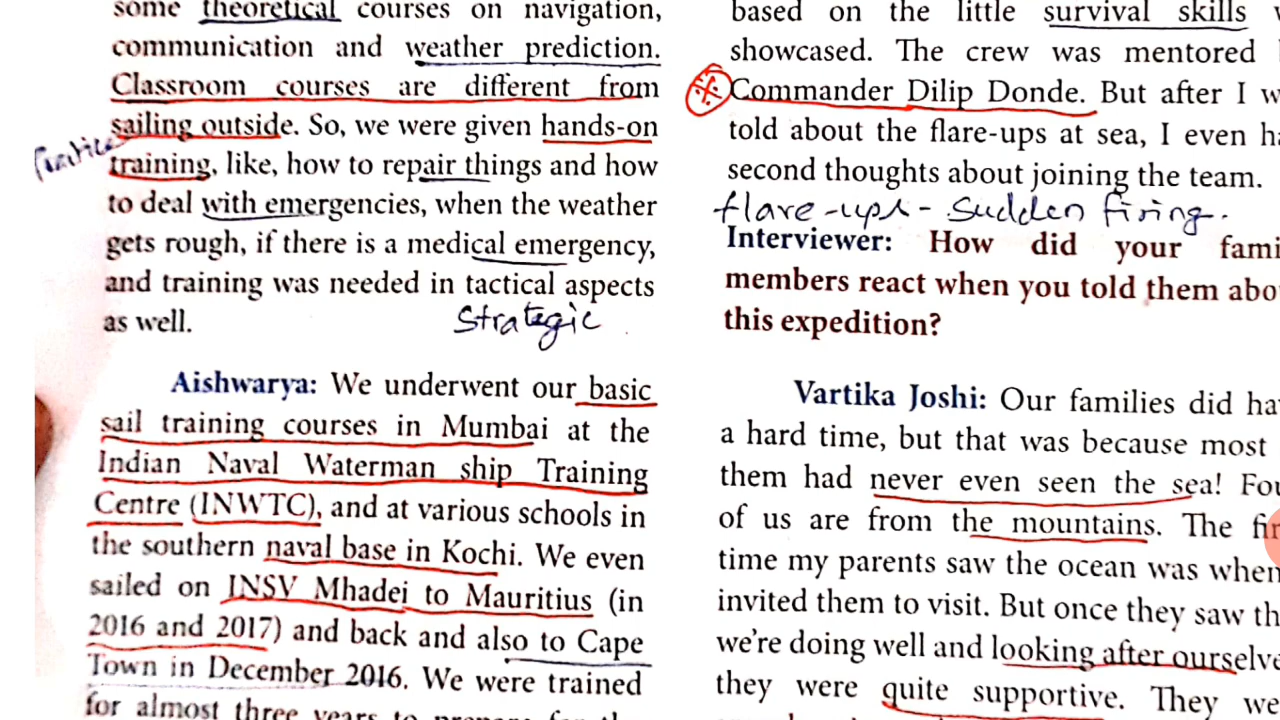 some theoretical courses on navigation,
communication and weather prediction.
Classroom courses are different from
sailing outside. So, we were given hands-on
training, like, how to repair things and how
to deal with emergencies, when the weather
gets rough, if there is a medical emergency,
and training was needed in tactical aspects
as well.
Strategic
Aishwarya: We underwent our basic
sail training courses in Mumbai at the
Indian Naval Waterman ship Training
Centre (INWTC), and at various schools in
the southern naval base in Kochi. We even
sailed on INSV Mhadei to Mauritius (in
2016 and 2017) and back and also to Cape
Town in December 2016. We were trained
for almost three years to prepare for the
based on the little survival skills
showcased. The crew was mentored
Commander Dilip Donde. But after I
told about the flare-ups at sea, I even
second thoughts about joining the team.
flare-ups - Sudden firing.
Interviewer: How did your
members react when you told them
this expedition?
Vartika Joshi: Our families did
a hard time, but that was because most
them had never even seen the sea!
of us are from the mountains. The
time my parents saw the ocean was when
invited them to visit. But once they saw
we're doing well and looking after
they were quite supportive. They